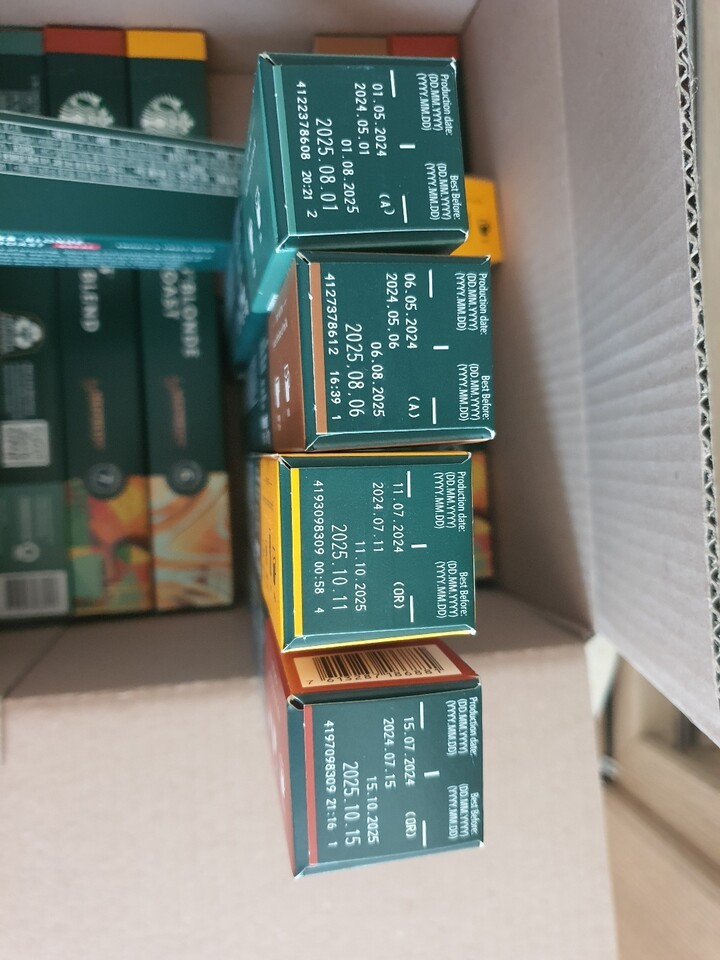 Production date:
(DD.MM.YYYY)
(YYYY.MM.DD)
Best Before:
(DD.MM.YYYY)
(YYYY.MM.DD)
01.05.2024
2024.05.01
(A)
01.08.2025
2025.08.01
4122378608 20:21 2
Production date:
(DD.MM.YYYY)
(YYYY.MM.DD)
Best Before:
(DD.MM.YYYY)
(YYYY.MM.DD)
06.05.2024
2024.05.06
(A)
06.08.2025
2025.08.06
4127378612 16:39 1
Production date:
(DD.MM.YYYY)
(YYYY.MM.DD)
Best Before:
(DD.MM.YYYY)
(YYYY.MM.DD)
11.07.2024
2024.07.11
(OR)
11.10.2025
2025.10.11
4193098309 00:58 4
Production date:
(DD.MM.YYYY)
(YYYY.MM.DD)
Best Before:
(DD.MM.YYYY)
(YYYY.MM.DD)
15.07.2024
2024.07.15
(OR)
15.10.2025
2025.10.15
4197098309 21:16 1
BLEND
BLONDE
7
6